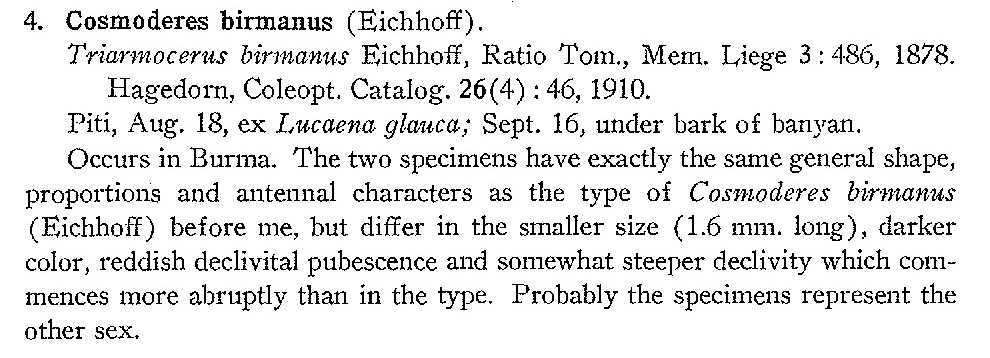 4. Cosmoderes birmanus (Eichhoff).
Triarmocerus birmanus Eichhoff, Ratio Tom., Mem. Liege 3: 486, 1878.
Hagedorn, Coleopt. Catalog. 26(4): 46, 1910.
Piti, Aug. 18, ex Lucaena glauca; Sept. 16, under bark of banyan.
Occurs in Burma. The two specimens have exactly the same general shape,
proportions and antennal characters as the type of Cosmoderes birmanus
(Eichhoff) before me, but differ in the smaller size (1.6 mm. long), darker
color, reddish declivital pubescence and somewhat steeper declivity which com-
mences more abruptly than in the type. Probably the specimens represent the
other sex.